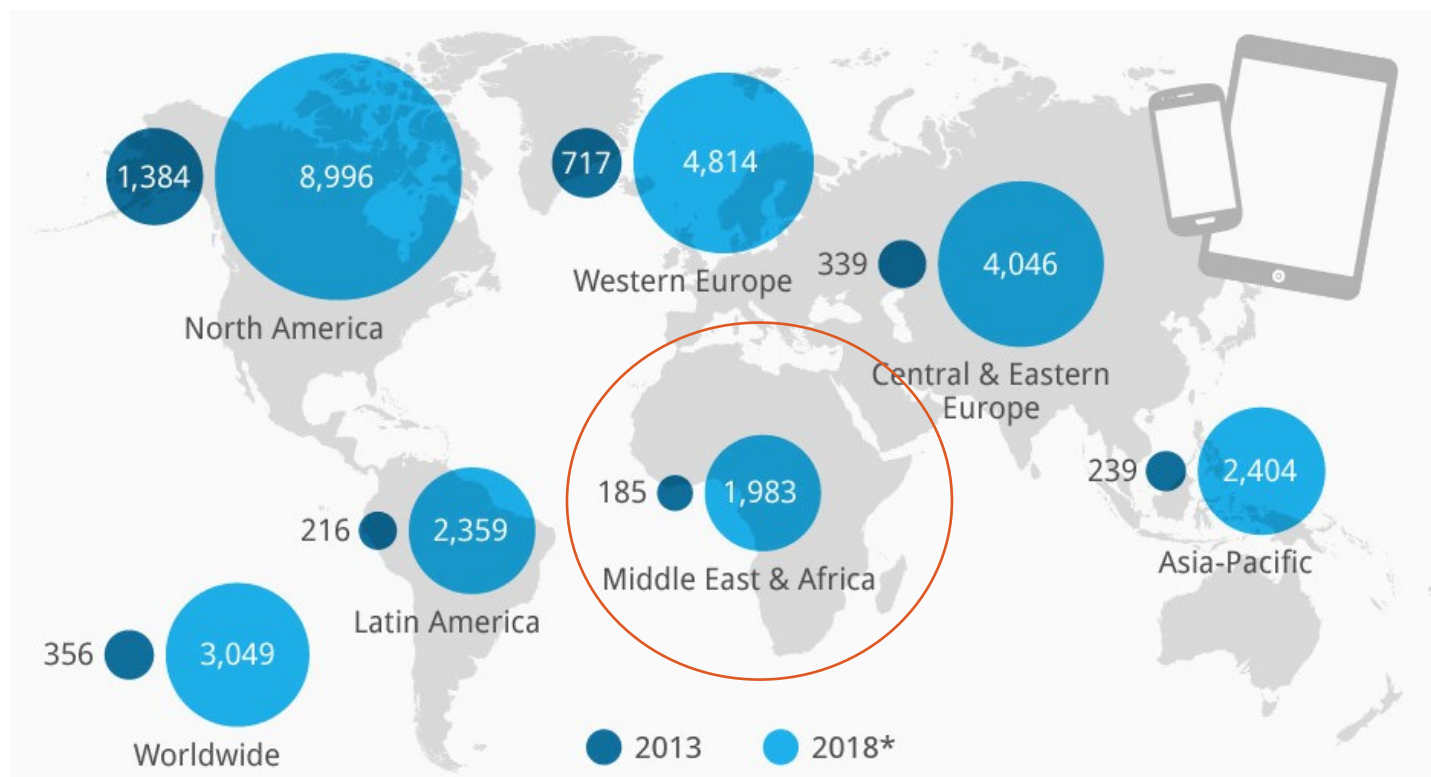 1,384
8,996
North America
717
4,814
Western Europe
339
4,046
Central & Eastern
Europe
185
1,983
Middle East & Africa
239
2,404
Asia-Pacific
216
2,359
Latin America
356
3,049
Worldwide
2013
2018*